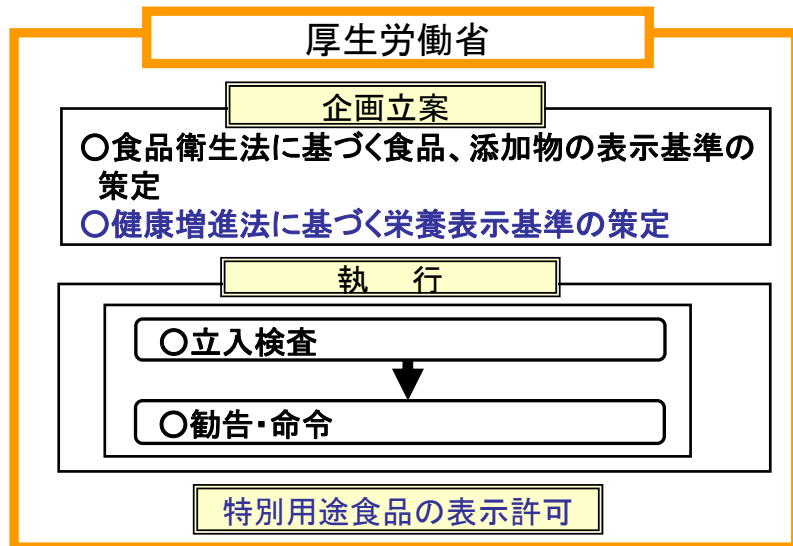 厚生労働省
企画立案
○食品衛生法に基づく食品、添加物の表示基準の
策定
○健康増進法に基づく栄養表示基準の策定
執　行
○立入検査
○勧告・命令
特別用途食品の表示許可